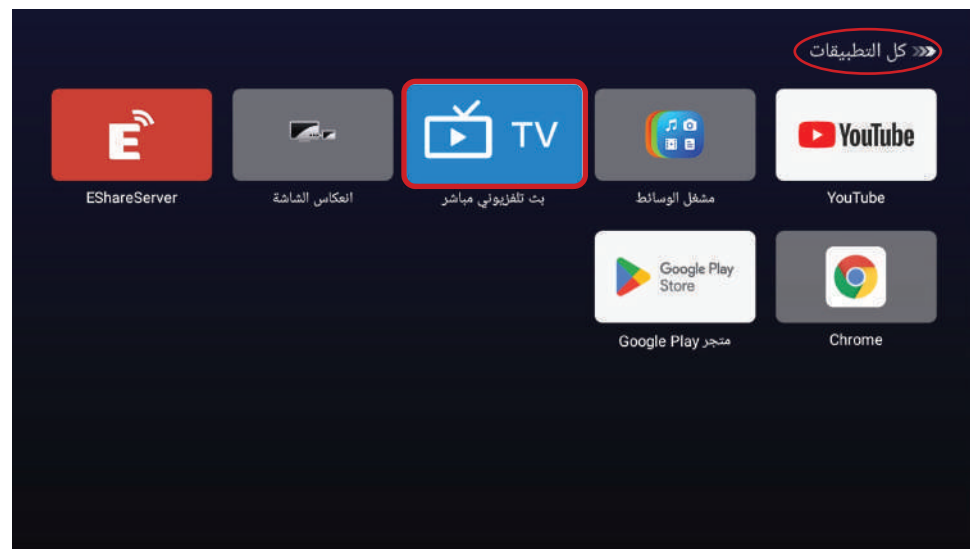 كل التطبيقات
YouTube
TV
E
YouTube
مشغل الوسائط
بث تلفزيوني مباشر
انعكاس الشاشة
EShareServer
Google Play
Store
Chrome
متجر Google Play